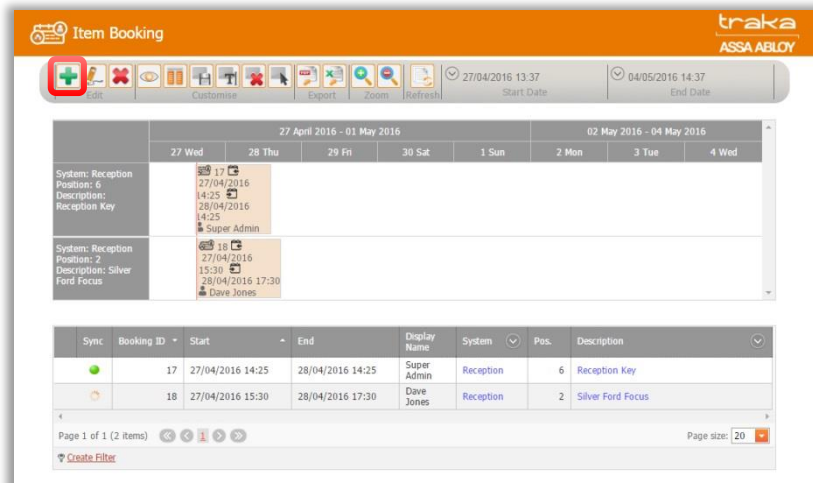 Item Booking
traka
ASSA ABLOY
27/04/2016 13:37
04/05/2016 14:37
Edit
Customise
Export
Zoom
Refresh
Start Date
End Date
27 April 2016 - 01 May 2016
02 May 2016 - 04 May 2016
27 Wed
28 Thu
29 Fri
30 Sat
1 Sun
2 Mon
3 Tue
4 Wed
System: Reception
Position: 6
Description:
Reception Key
17
27/04/2016
14:25
28/04/2016
14:25
Super Admin
System: Reception
Position: 2
Description: Silver
Ford Focus
18
27/04/2016
15:30
28/04/2016 17:30
Dave Jones
Sync
Booking ID
Start
End
Display
Name
System
Pos.
Description
17
27/04/2016 14:25
28/04/2016 14:25
Super
Admin
Reception
6
Reception Key
18
27/04/2016 15:30
28/04/2016 17:30
Dave
Jones
Reception
2
Silver Ford Focus
Page 1 of 1 (2 items)
1
Page size: 20
Create Filter